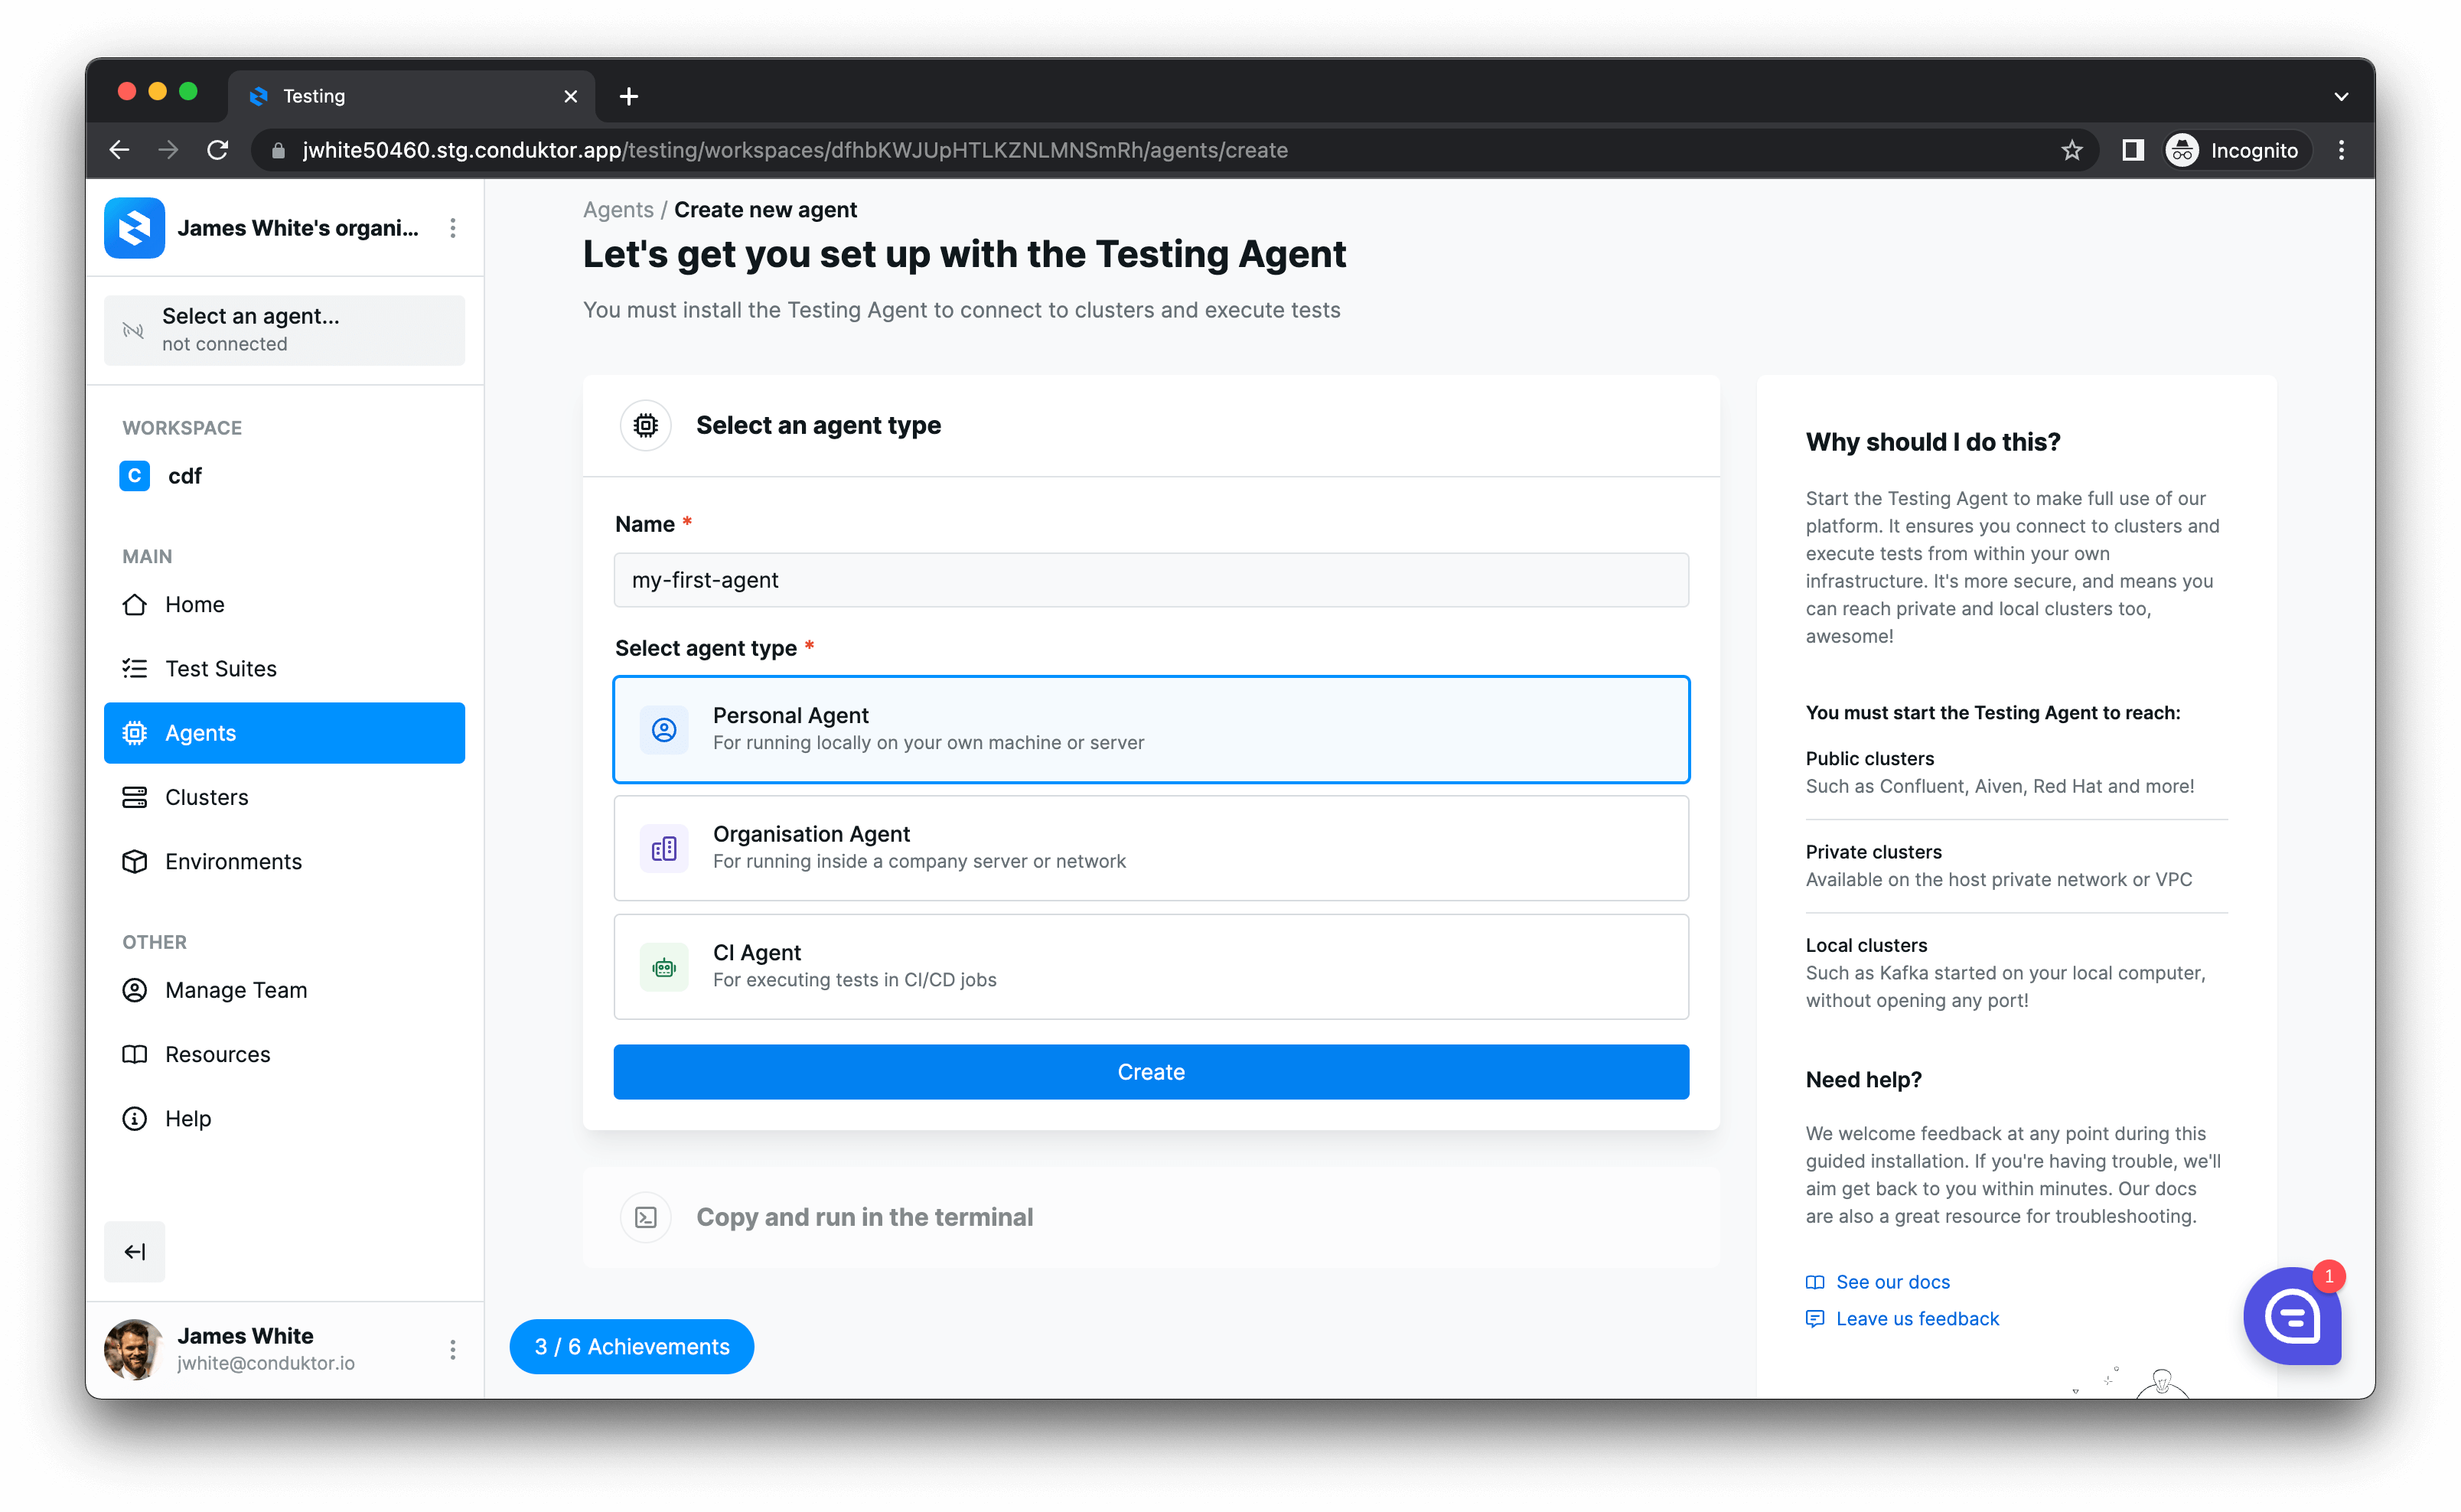 Testing
jwhite50460.stg.conduktor.app/testing/workspaces/dfhbKWJUpHTLKZNLMNSmRh/agents/create
Incognito
James White's organi...
Select an agent...
not connected
WORKSPACE
C cdf
MAIN
Home
Test Suites
Agents
Clusters
Environments
OTHER
Manage Team
Resources
Help
James White
jwhite@conduktor.io
Agents / Create new agent
Let's get you set up with the Testing Agent
You must install the Testing Agent to connect to clusters and execute tests
Select an agent type
Name *
my-first-agent
Select agent type *
Personal Agent
For running locally on your own machine or server
Organisation Agent
For running inside a company server or network
CI Agent
For executing tests in CI/CD jobs
Create
Copy and run in the terminal
3 / 6 Achievements
Why should I do this?
Start the Testing Agent to make full use of our
platform. It ensures you connect to clusters and
execute tests from within your own
infrastructure. It's more secure, and means you
can reach private and local clusters too,
awesome!
You must start the Testing Agent to reach:
Public clusters
Such as Confluent, Aiven, Red Hat and more!
Private clusters
Available on the host private network or VPC
Local clusters
Such as Kafka started on your local computer,
without opening any port!
Need help?
We welcome feedback at any point during this
guided installation. If you're having trouble, we'll
aim get back to you within minutes. Our docs
are also a great resource for troubleshooting.
See our docs
Leave us feedback
1